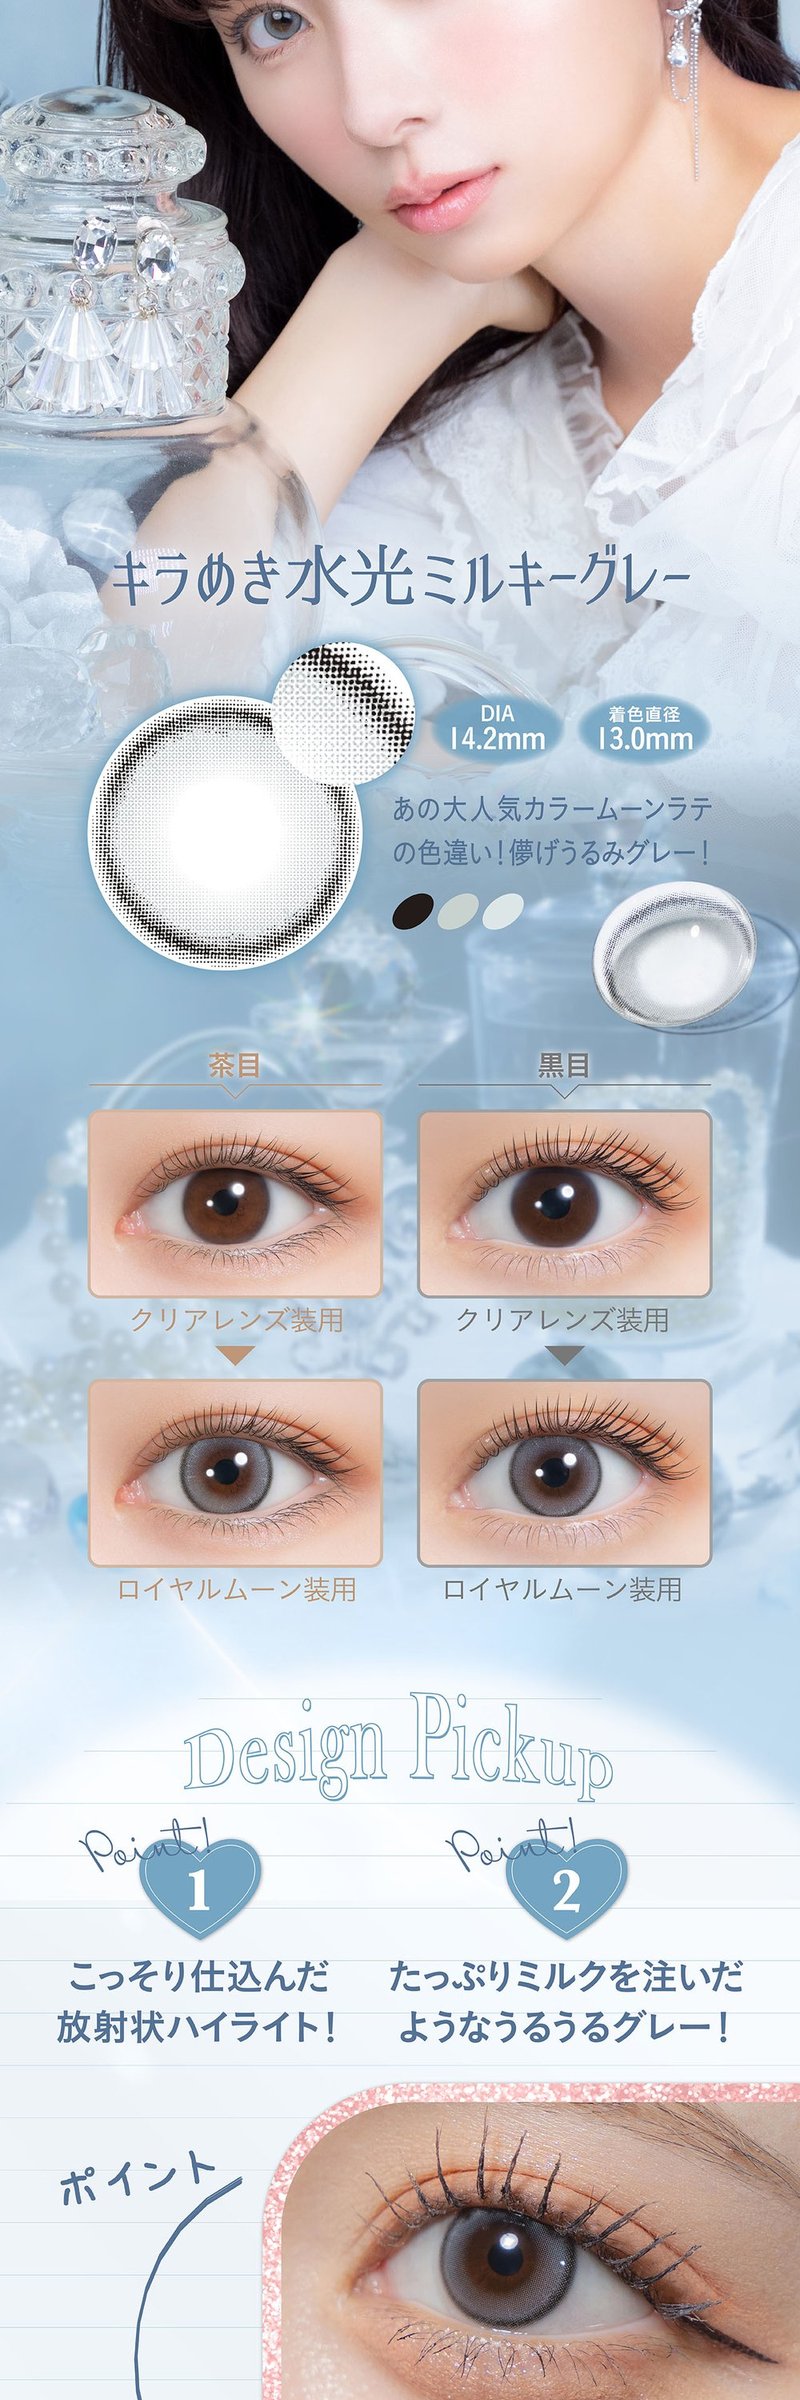 キラめき水光ミルキーグレー
DIA
14.2mm
着色直径
13.0mm
あの大人気カラームーンラテ
の色違い！儚げうるみグレー！
茶目
黒目
クリアレンズ装用
クリアレンズ装用
ロイヤルムーン装用
ロイヤルムーン装用
Design Pickup
Point!
1
Point!
2
こっそり仕込んだ
放射状ハイライト！
たっぷりミルクを注いだ
ようなうるうるグレー！
ポイント